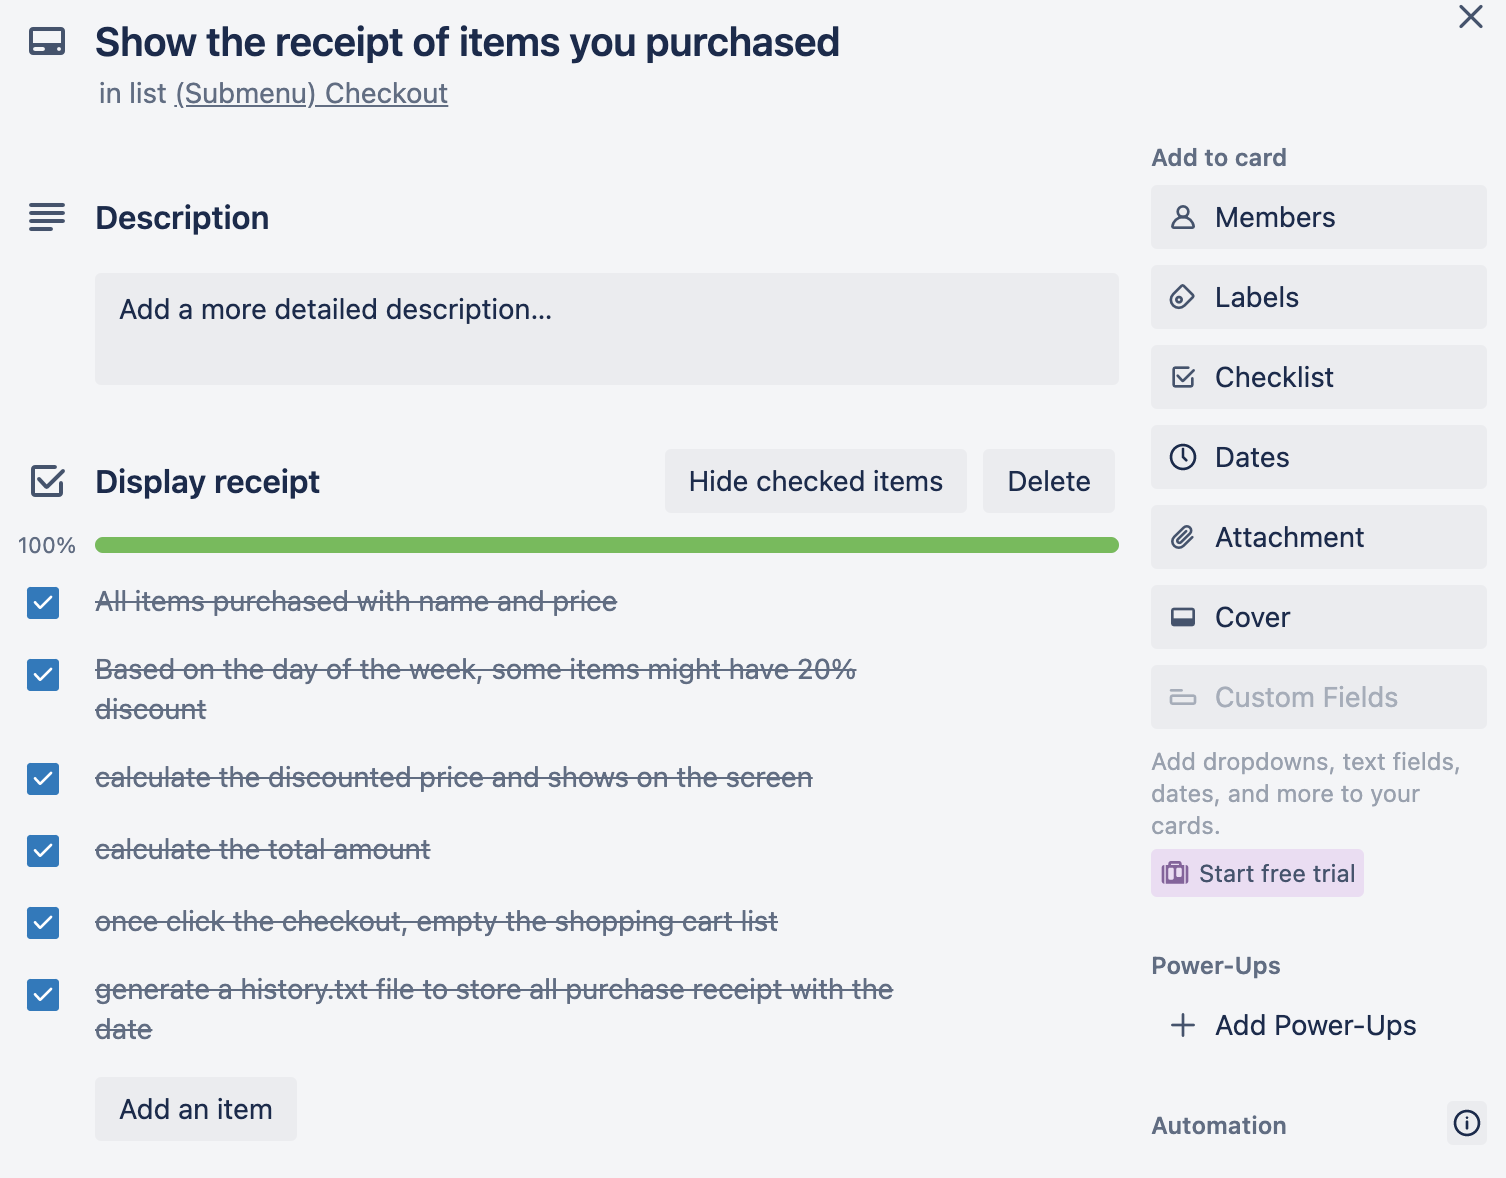 Show the receipt of items you purchased
in list (Submenu) Checkout
Description
Add a more detailed description...
Display receipt
Hide checked items
Delete
100%
All items purchased with name and price
Based on the day of the week, some items might have 20%
discount
calculate the discounted price and shows on the screen
calculate the total amount
once click the checkout, empty the shopping cart list
generate a history.txt file to store all purchase receipt with the
date
Add an item
Add to card
Members
Labels
Checklist
Dates
Attachment
Cover
Custom Fields
Add dropdowns, text fields,
dates, and more to your
cards.
Start free trial
Power-Ups
Add Power-Ups
Automation